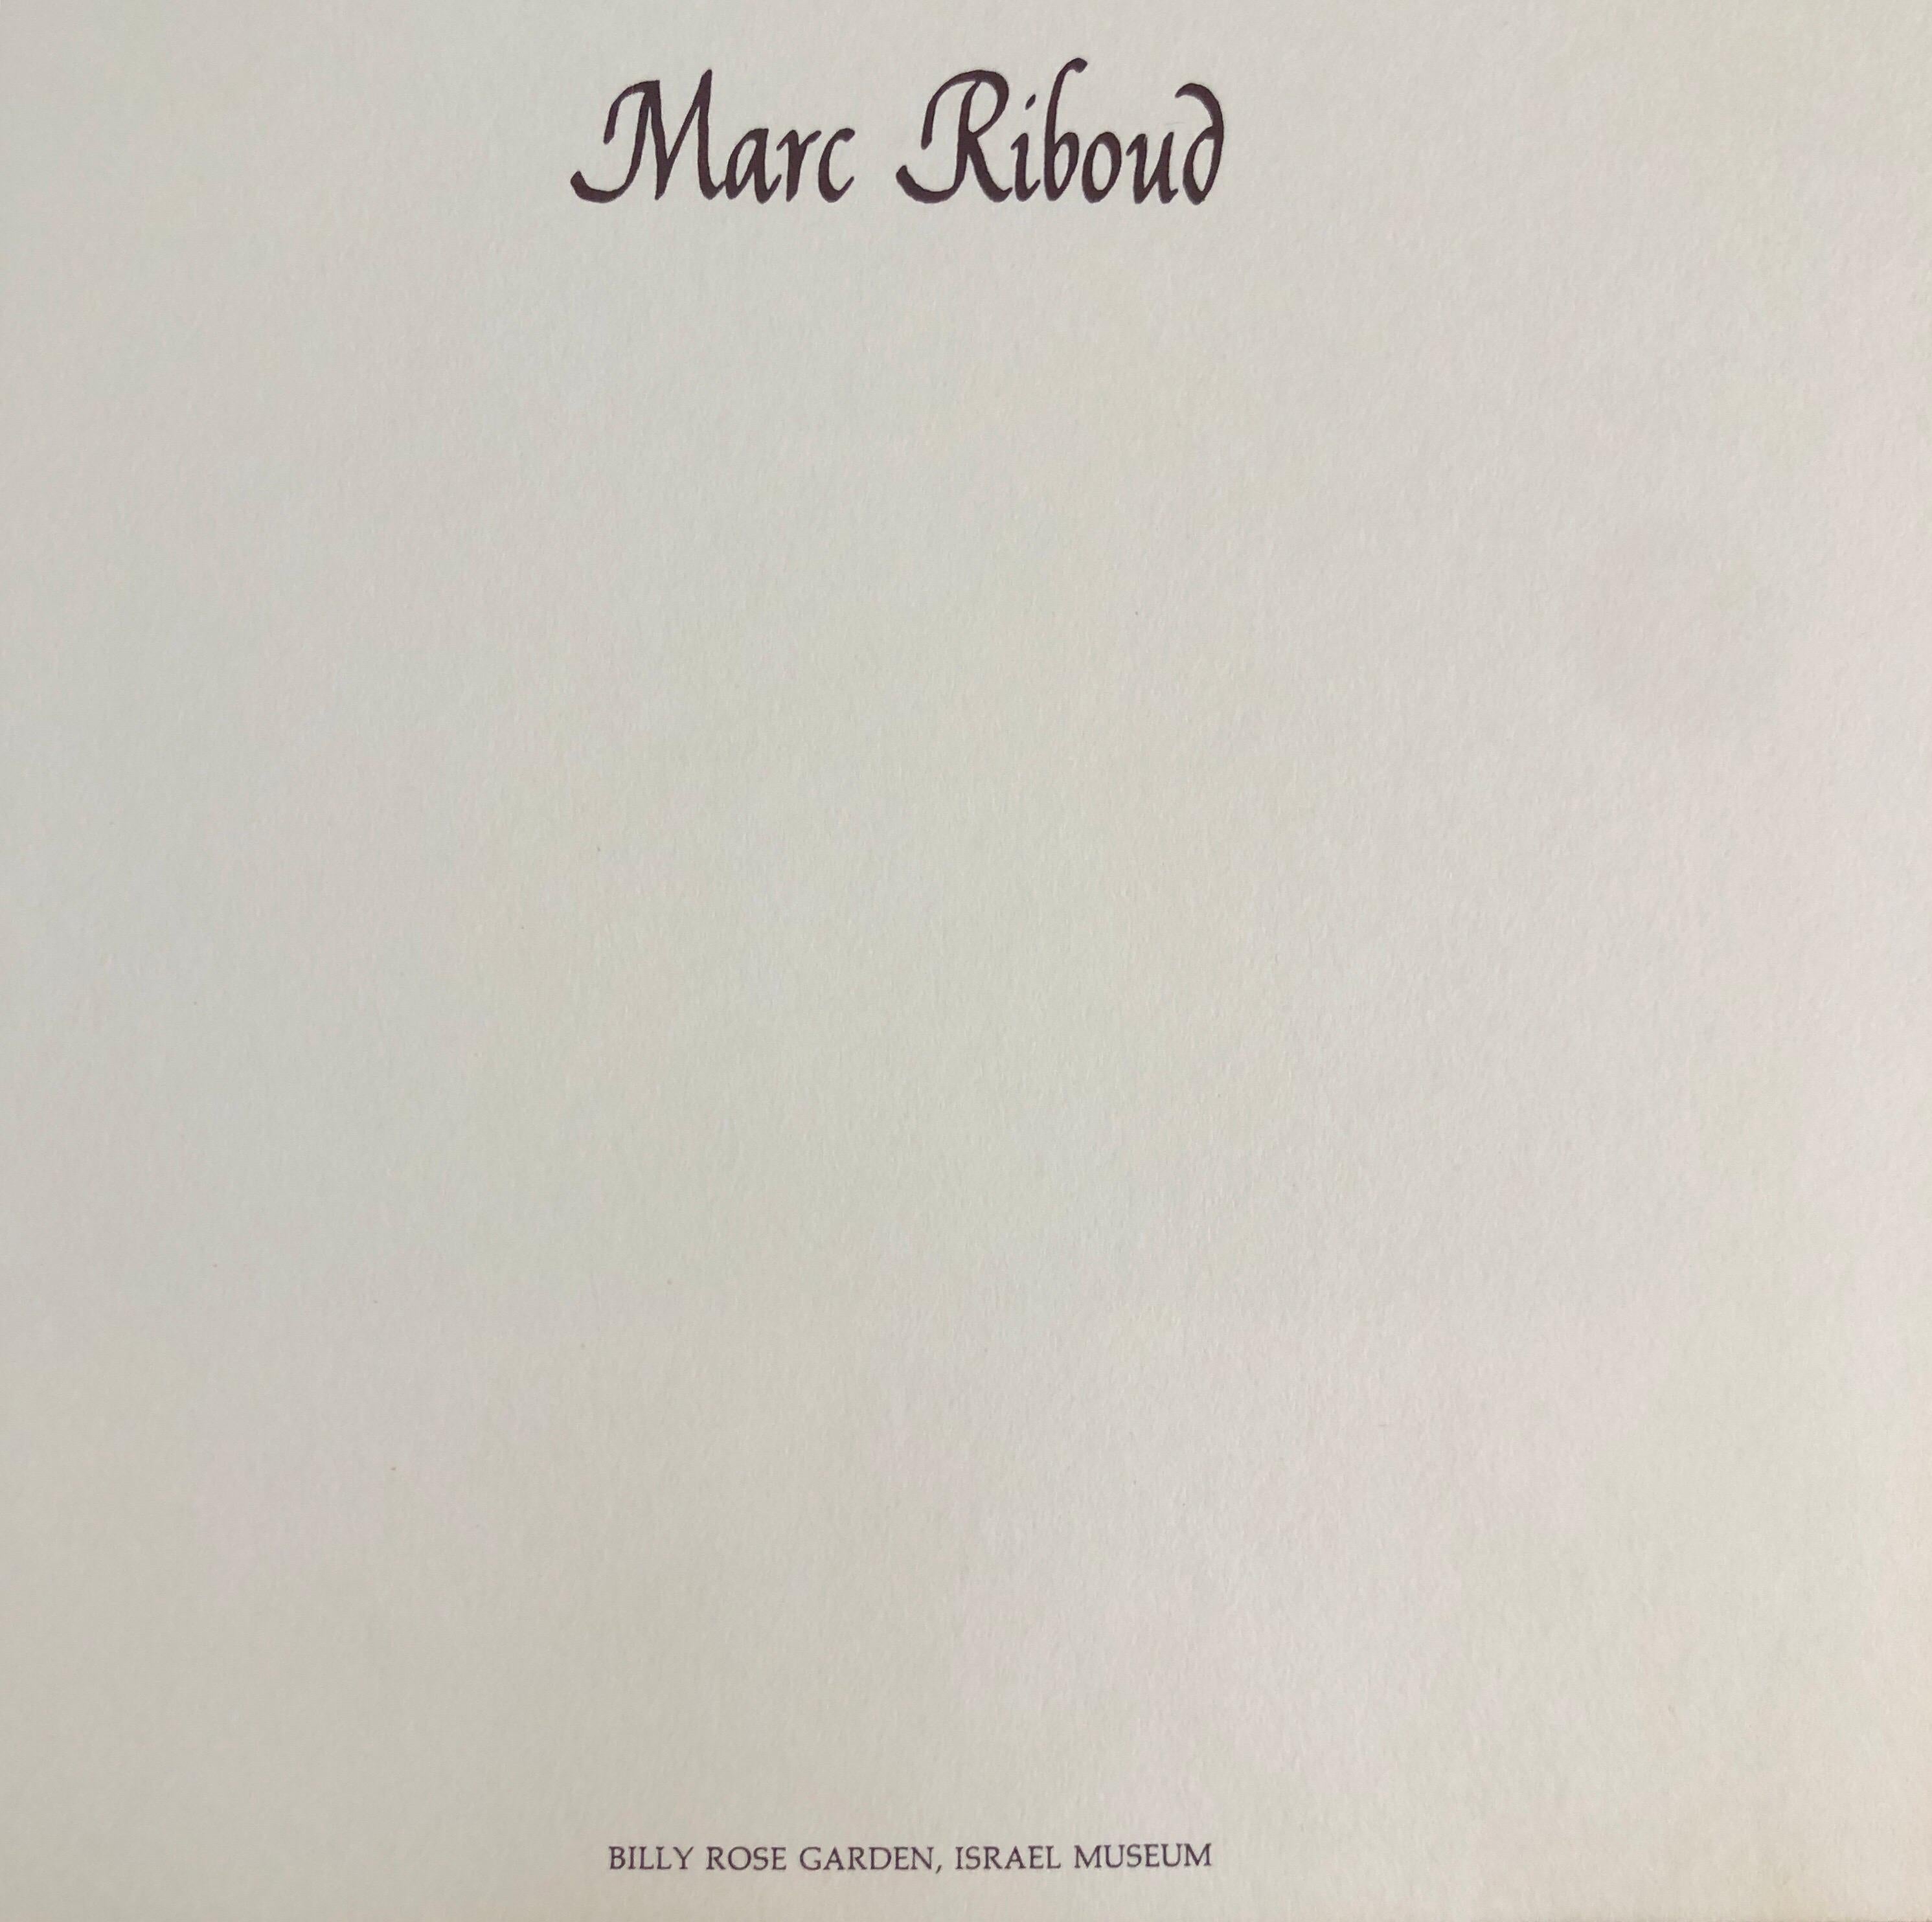 Marc Riboud
BILLY ROSE GARDEN, ISRAEL MUSEUM